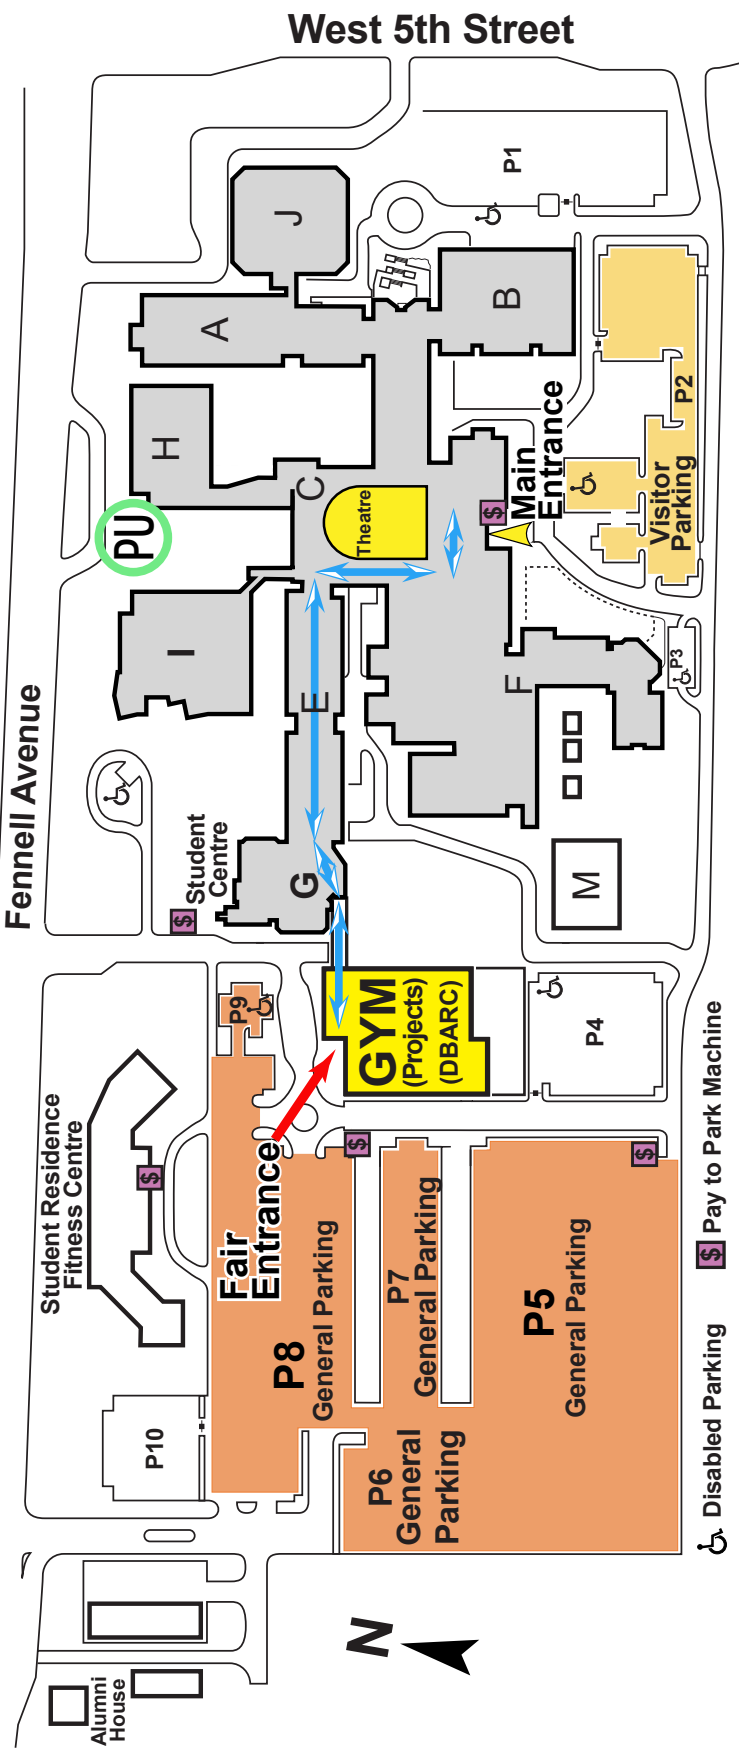 West 5th Street
P1
J
A
B
H
C
Theatre
PU
$
Main
Entrance
P2
Visitor
Parking
I
E
F
P3
Fennell Avenue
Student
Centre
$
G
M
GYM
(Projects)
(DBARC)
P9
P4
Student Residence
Fitness Centre
$
$
$
Fair
Entrance
P8
General Parking
P7
General Parking
P5
General Parking
P6
General
Parking
P10
$ Pay to Park Machine
Disabled Parking
N
Alumni
House